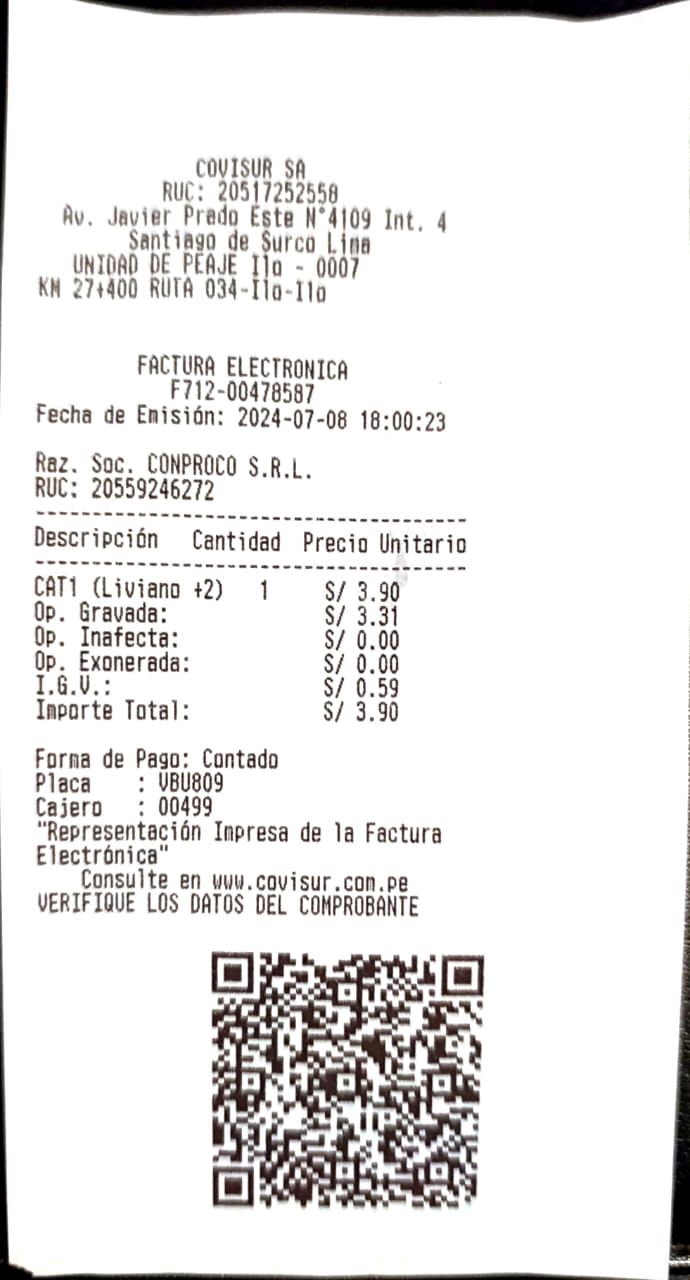 COVISUR SA
RUC: 20517252558
Av. Javier Prado Este N°4109 Int. 4
Santiago de Surco Lima
UNIDAD DE PEAJE Ilo - 0007
KM 27+400 RUTA 034-Ilo-Ilo
FACTURA ELECTRONICA
F712-00478587
Fecha de Emisión: 2024-07-08 18:00:23
Raz. Soc. CONPROCO S.R.L.
RUC: 20559246272
Descripción Cantidad Precio Unitario
CAT1 (Liviano +2) 1 S/ 3.90
Op. Gravada: S/ 3.31
Op. Inafecta: S/ 0.00
Op. Exonerada: S/ 0.00
I.G.V.: S/ 0.59
Importe Total: S/ 3.90
Forma de Pago: Contado
Placa : VBU809
Cajero : 00499
"Representación Impresa de la Factura
Electrónica"
Consulte en www.covisur.com.pe
VERIFIQUE LOS DATOS DEL COMPROBANTE